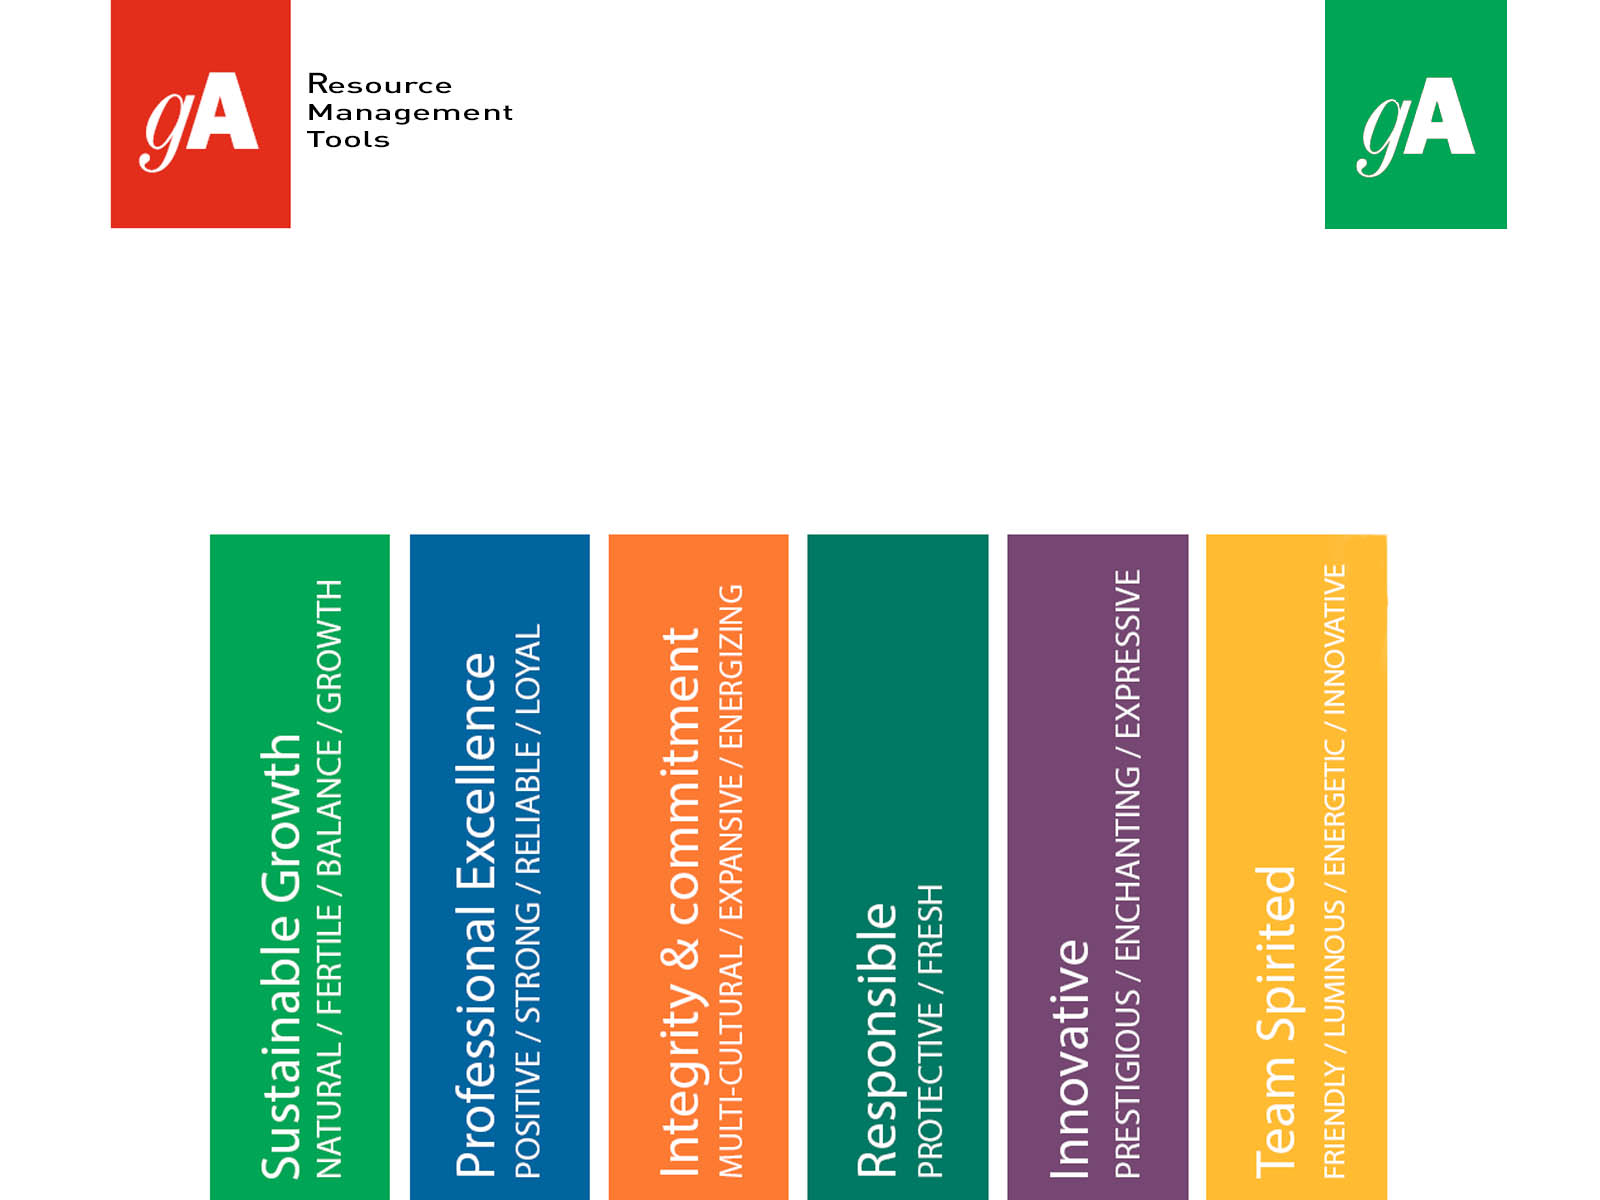 gA
Resource
Management
Tools
gA
Sustainable Growth
NATURAL / FERTILE / BALANCE / GROWTH
Professional Excellence
POSITIVE / STRONG / RELIABLE / LOYAL
Integrity & commitment
MULTI-CULTURAL / EXPANSIVE / ENERGIZING
Responsible
PROTECTIVE / FRESH
Innovative
PRESTIGIOUS / ENCHANTING / EXPRESSIVE
Team Spirited
FRIENDLY / LUMINOUS / ENERGETIC / INNOVATIVE